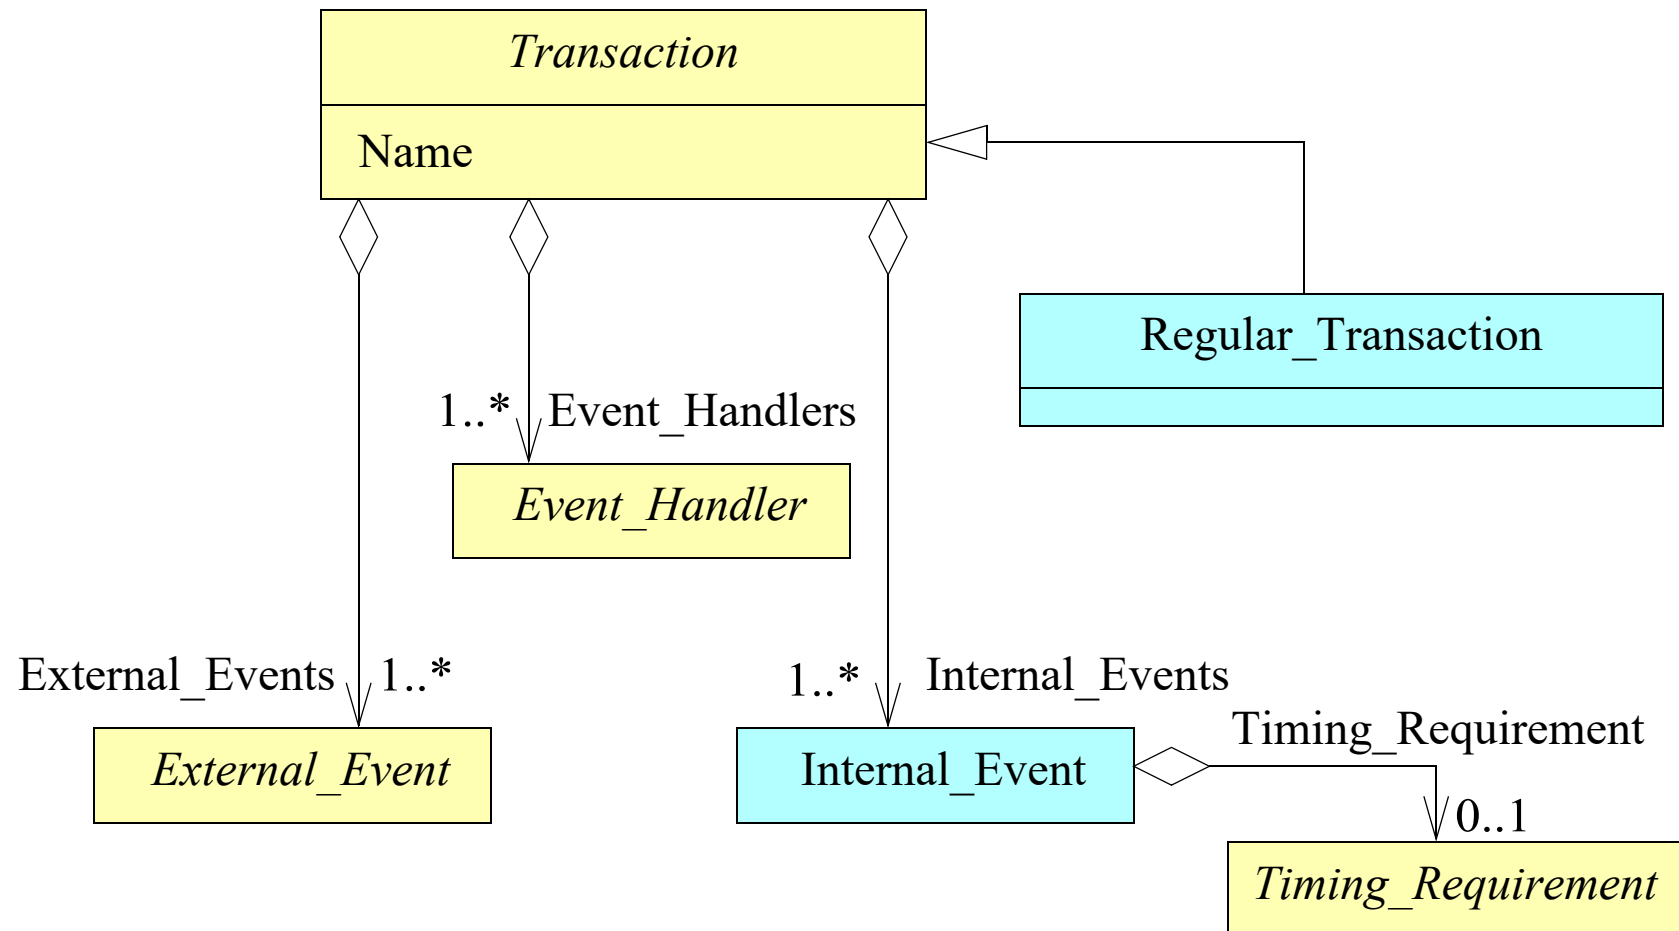 Transaction
Name
Regular_Transaction
1..* Event_Handlers
Event_Handler
External_Events 1..*
1..* Internal_Events
Timing_Requirement
External_Event
Internal_Event
0..1
Timing_Requirement